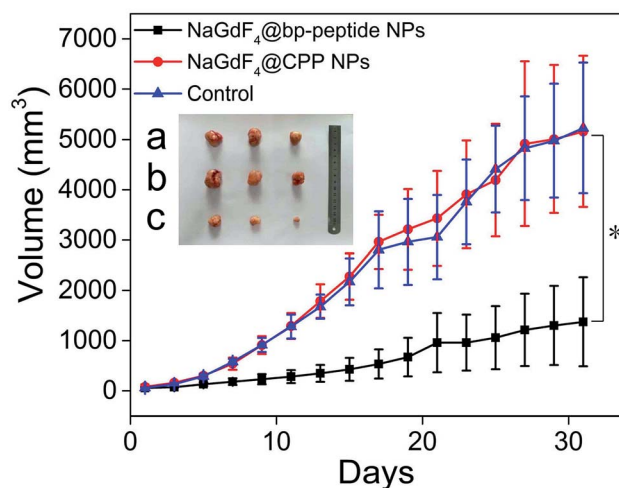 7000
6000
5000
4000
3000
2000
1000
0
Volume (mm³)
NaGdF₄@bp-peptide NPs
NaGdF₄@CPP NPs
Control
a
b
c
*
0
10
20
30
Days